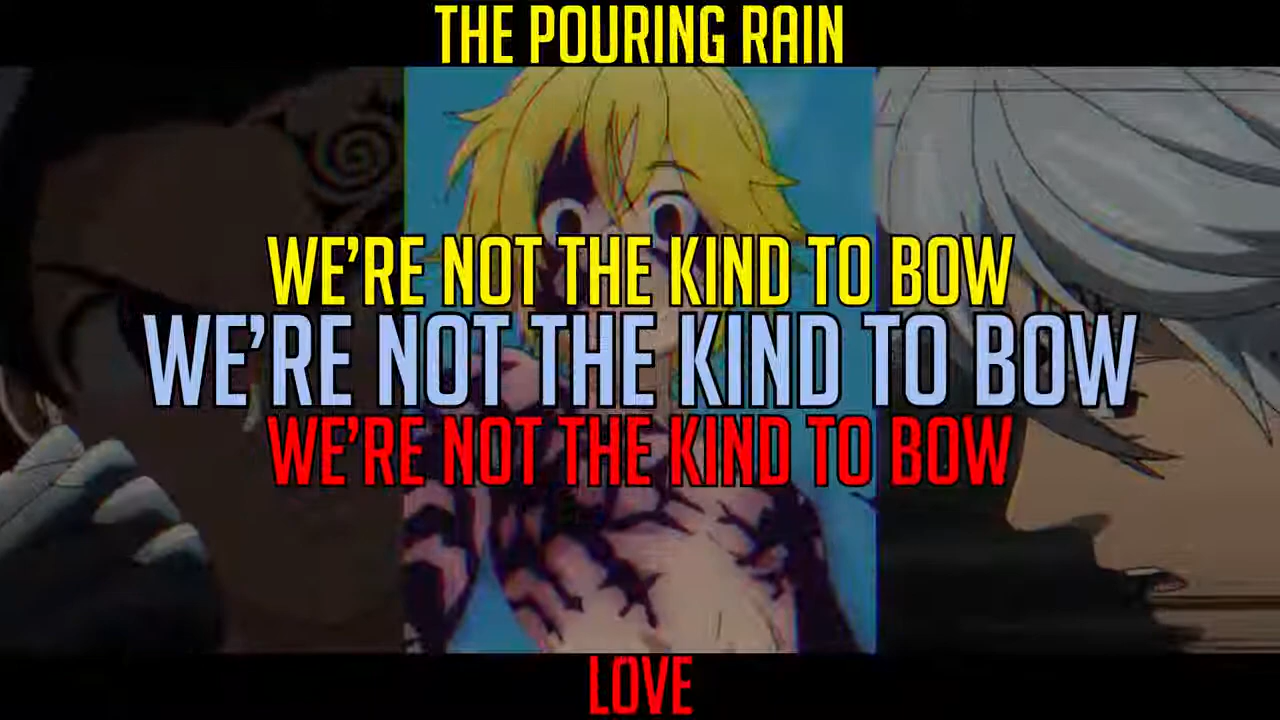 THE POURING RAIN
WE'RE NOT THE KIND TO BOW
WE'RE NOT THE KIND TO BOW
WE'RE NOT THE KIND TO BOW
LOVE